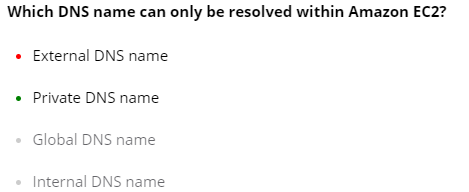 Which DNS name can only be resolved within Amazon EC2?
External DNS name
Private DNS name
Global DNS name
Internal DNS name